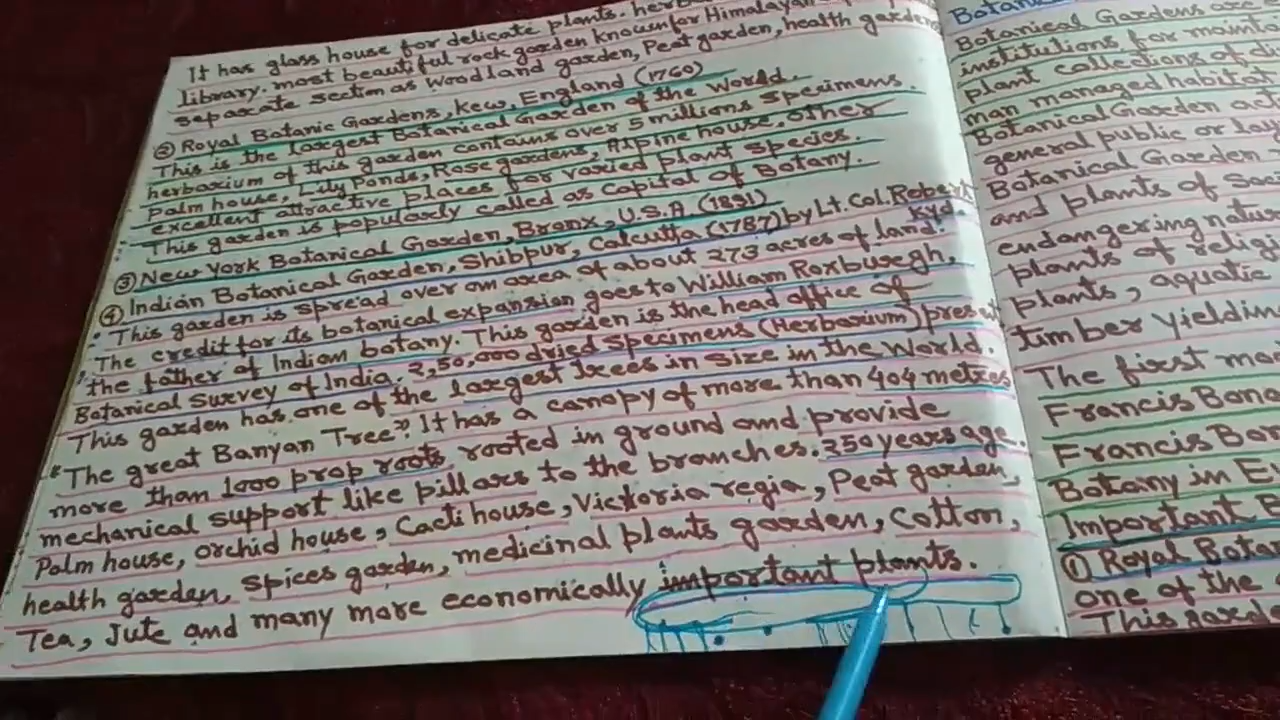 It has glass house for delicate plants. herb
library. most beautiful rock garden known for Himalayan
separate section as woodland garden, Peat garden, health garden
② Royal Botanic Gardens, Kew, England (1760)
This is the largest Botanical Garden of the World.
herbarium of this garden contains over 5 millions specimens.
palm house, Lily Ponds, Rose gardens, Alpine house, other
excellent attractive places for varied plant species.
This garden is popularly called as Capital of Botany.
③ New York Botanical Garden, Bronx, U.S.A. (1891)
④ Indian Botanical Garden, Shibpur, Calcutta (1787) by Lt. Col. Robert
Kyd.
This garden is spread over an area of about 273 acres of land.
The credit for its botanical expansion goes to William Roxburgh,
the father of Indian botany. This garden is the head office of
Botanical Survey of India. 2,50,000 dried specimens (Herbarium) present
This garden has one of the largest trees in size in the World.
"The great Banyan Tree". It has a canopy of more than 404 metres
more than 1000 prop roots rooted in ground and provide
mechanical support like pillars to the branches. 250 years age.
Palm house, orchid house, Cacti house, Victoria regia, Peat garden,
health garden, spices garden, medicinal plants garden, Cotton,
Tea, Jute and many more economically important plants.
Botan
Botanical Gardens are
institutions for mainta
plant collections of di
man managed habitat
Botanical Garden act
general public or lay
Botanical Garden
and plants of Soc
endangering natur
plants of religi
plants, aquatic
timber yieldin
The first mo
Francis Bon
Francis Bon
Botany in E
Important B
① Royal Bota
one of the
This garde